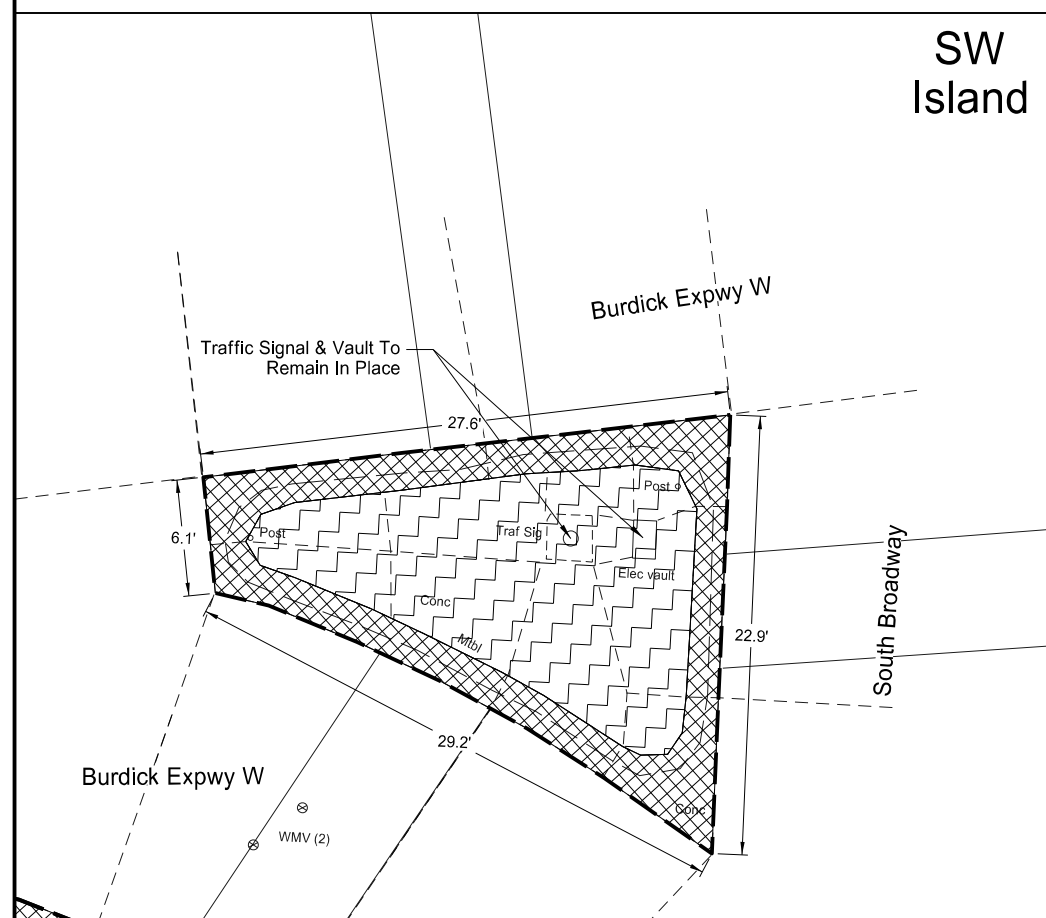 SW
Island
Burdick Expwy W
Traffic Signal & Vault To
Remain In Place
27.6'
Post
6.1'
Post
Traf Sig
Elec vault
Conc
Mtbl
22.9'
South Broadway
29.2'
Burdick Expwy W
Conc
WMV (2)